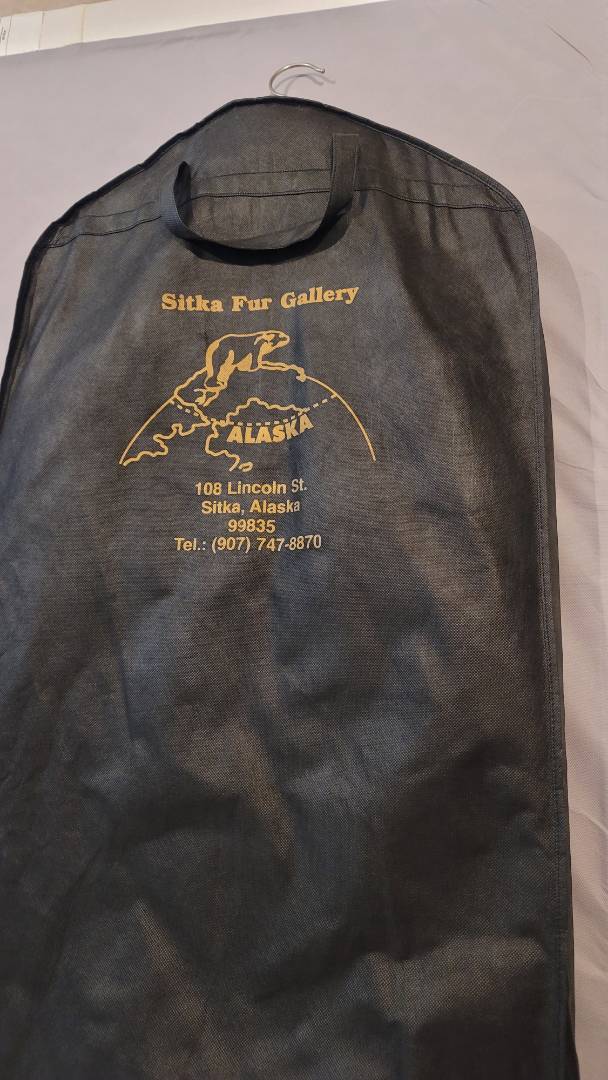 Sitka Fur Gallery
ALASKA
108 Lincoln St.
Sitka, Alaska
99835
Tel.: (907) 747-8870